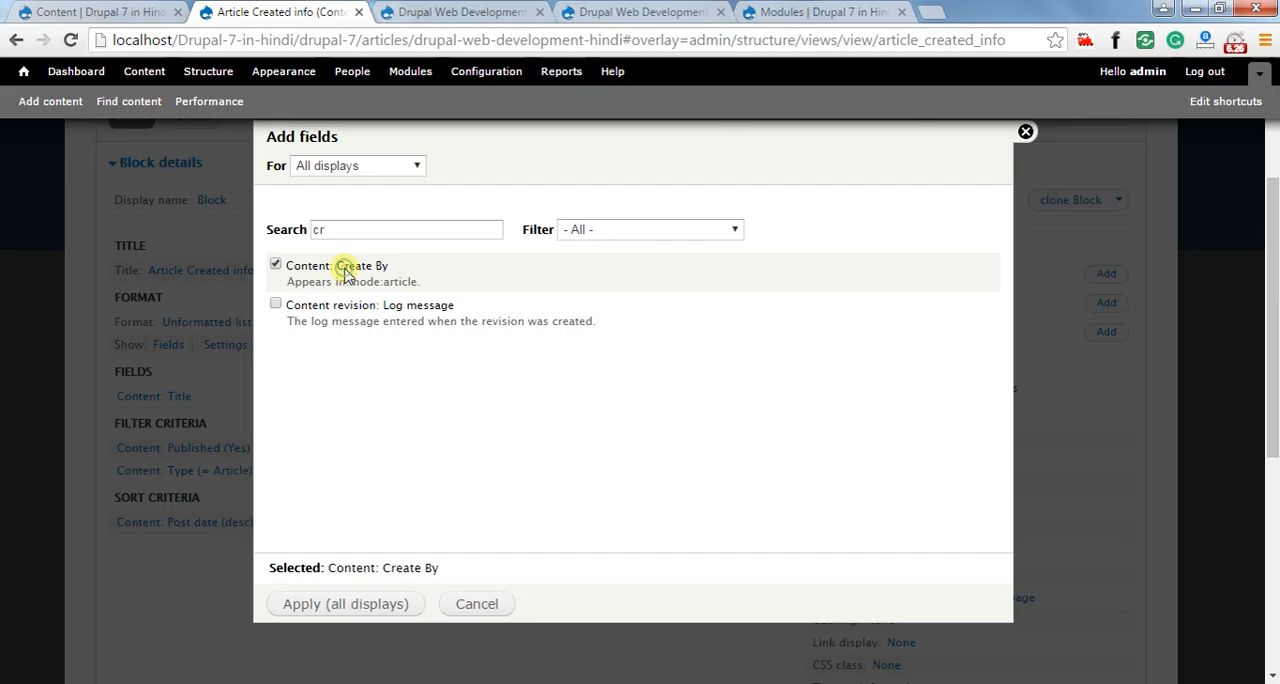 Content | Drupal 7 in Hin
Article Created info (Cont
Drupal Web Development
Drupal Web Development
Modules | Drupal 7 in Hin
localhost/Drupal-7-in-hindi/drupal-7/articles/drupal-web-development-hindi#overlay=admin/structure/views/view/article_created_info
6.26
Dashboard Content Structure Appearance People Modules Configuration Reports Help
Hello admin Log out
Add content Find content Performance
Edit shortcuts
Add fields
For All displays
Block details
Display name: Block
clone Block
Search cr Filter - All -
TITLE
Title: Article Created info
Content: Create By
Appears in node:article.
Add
FORMAT
Content revision: Log message
The log message entered when the revision was created.
Add
Format: Unformatted list
Add
Show: Fields | Settings
FIELDS
Content: Title
FILTER CRITERIA
Content: Published (Yes)
Content: Type (= Article)
SORT CRITERIA
Content: Post date (desc)
Selected: Content: Create By
Apply (all displays) Cancel
Link display: None
CSS class: None